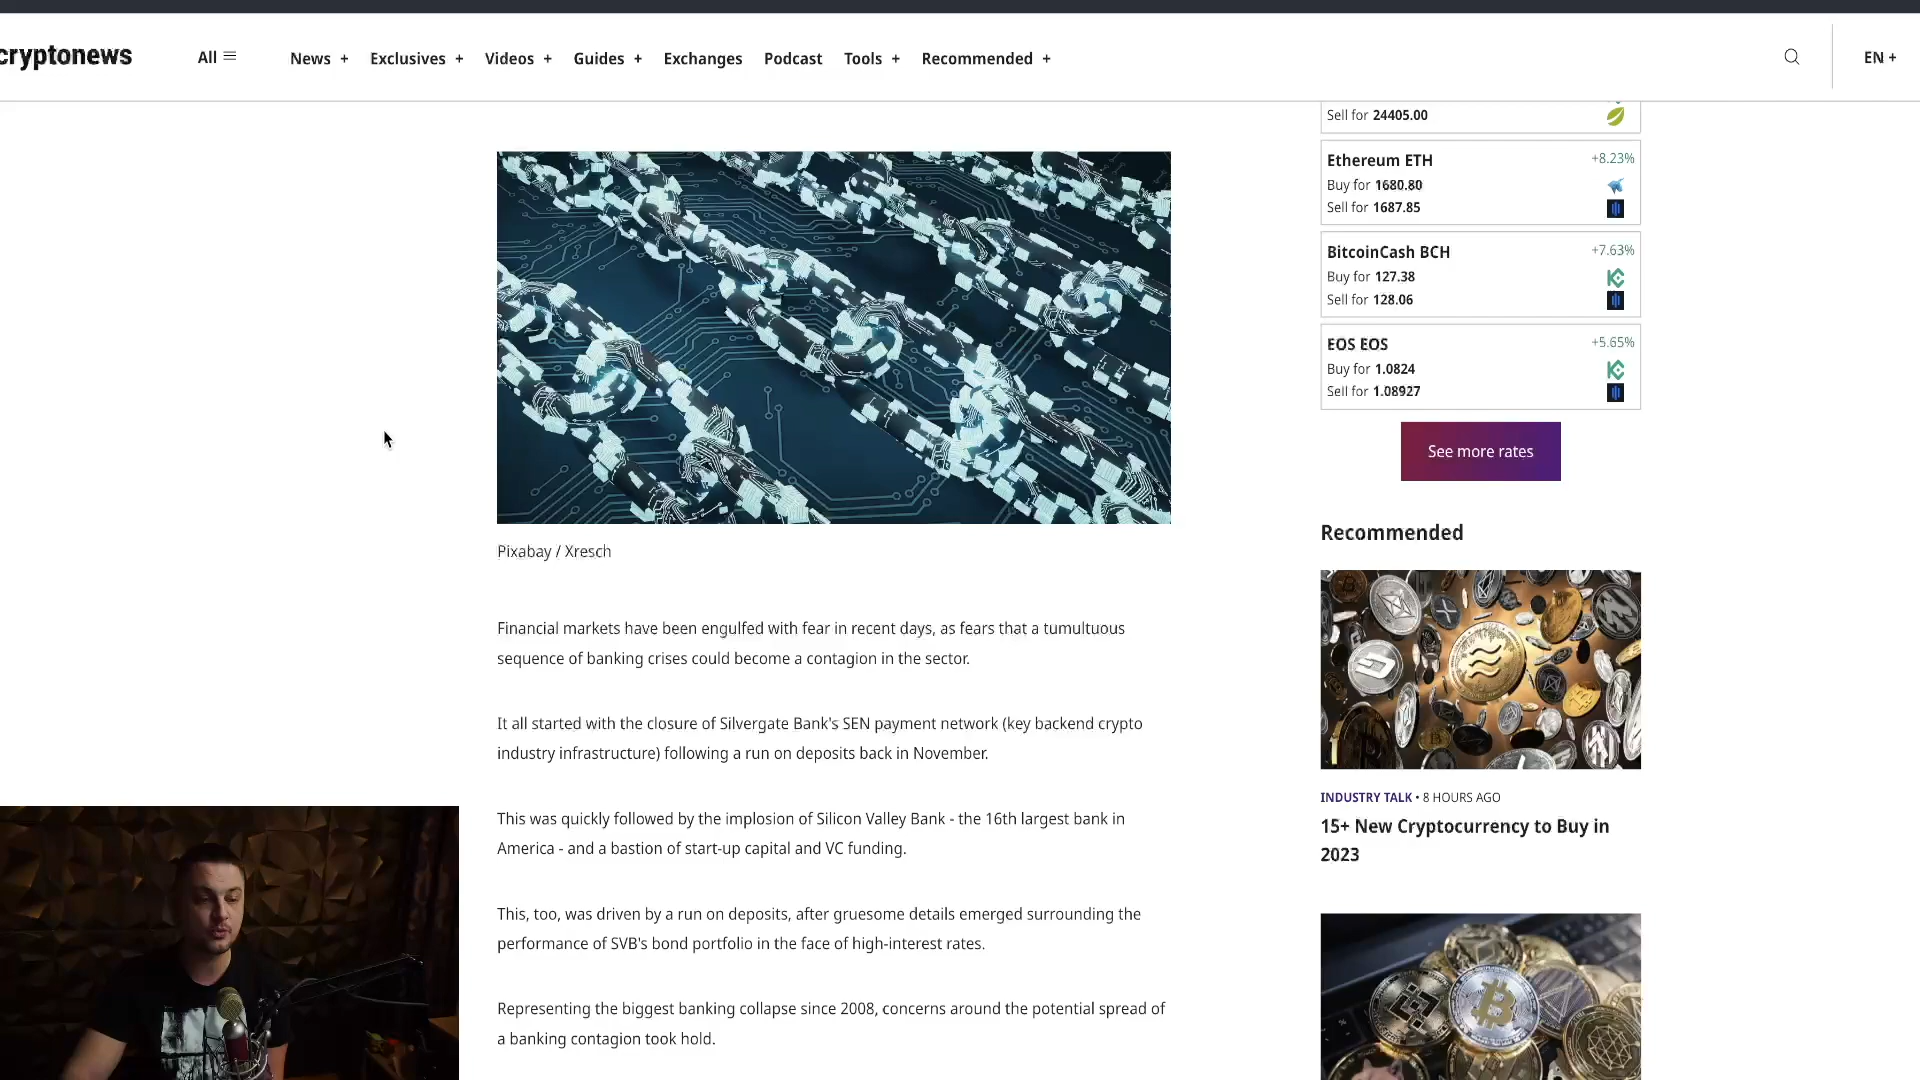 cryptonews
All
News +
Exclusives +
Videos +
Guides +
Exchanges
Podcast
Tools +
Recommended +
EN +
Pixabay / Xresch
Financial markets have been engulfed with fear in recent days, as fears that a tumultuous
sequence of banking crises could become a contagion in the sector.
It all started with the closure of Silvergate Bank's SEN payment network (key backend crypto
industry infrastructure) following a run on deposits back in November.
This was quickly followed by the implosion of Silicon Valley Bank - the 16th largest bank in
America - and a bastion of start-up capital and VC funding.
This, too, was driven by a run on deposits, after gruesome details emerged surrounding the
performance of SVB's bond portfolio in the face of high-interest rates.
Representing the biggest banking collapse since 2008, concerns around the potential spread of
a banking contagion took hold.
Sell for 24405.00
Ethereum ETH +8.23%
Buy for 1680.80
Sell for 1687.85
BitcoinCash BCH +7.63%
Buy for 127.38
Sell for 128.06
EOS EOS +5.65%
Buy for 1.0824
Sell for 1.08927
See more rates
Recommended
INDUSTRY TALK • 8 HOURS AGO
15+ New Cryptocurrency to Buy in
2023